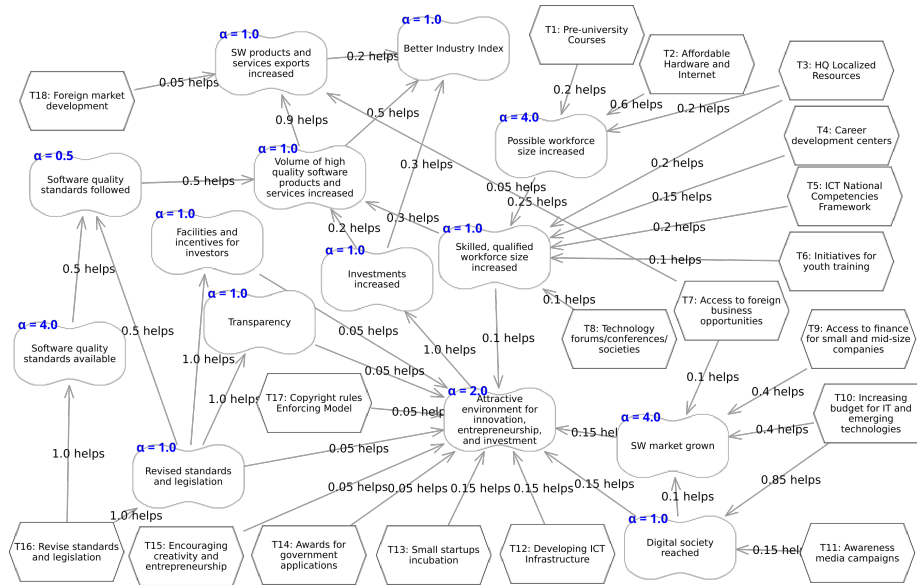 α = 1.0
SW products and
services exports
increased
0.2 helps
α = 1.0
Better Industry Index
T1: Pre-university
Courses
T2: Affordable
Hardware and
Internet
T3: HQ Localized
Resources
T18: Foreign market
development
0.05 helps
0.2 helps
0.6 helps
0.2 helps
0.9 helps
0.5 helps
α = 4.0
Possible workforce
size increased
T4: Career
development centers
α = 0.5
Software quality
standards followed
0.5 helps
α = 1.0
Volume of high
quality software
products and
services increased
0.3 helps
0.2 helps
0.05 helps
0.25 helps
0.15 helps
T5: ICT National
Competencies
Framework
α = 1.0
Facilities and
incentives for
investors
0.2 helps
0.3 helps
α = 1.0
Skilled, qualified
workforce size
increased
0.2 helps
0.1 helps
T6: Initiatives for
youth training
0.5 helps
α = 1.0
Investments
increased
0.1 helps
T7: Access to foreign
business
opportunities
α = 1.0
Transparency
α = 4.0
Software quality
standards available
0.5 helps
0.05 helps
0.1 helps
T8: Technology
forums/conferences/
societies
T9: Access to finance
for small and mid-size
companies
1.0 helps
1.0 helps
0.05 helps
0.1 helps
1.0 helps
T17: Copyright rules
Enforcing Model
0.05 help
α = 2.0
Attractive
environment for
innovation,
entrepreneurship,
and investment
0.4 helps
T10: Increasing
budget for IT and
emerging
technologies
α = 4.0
SW market grown
0.15 hel
0.4 helps
1.0 helps
α = 1.0
Revised standards
and legislation
0.05 helps
0.05 helps
0.05 helps
0.15 helps
0.15 helps
0.15 helps
0.1 helps
0.85 helps
1.0 helps
T16: Revise standards
and legislation
T15: Encouraging
creativity and
entrepreneurship
T14: Awards for
government
applications
T13: Small startups
incubation
T12: Developing ICT
Infrastructure
α = 1.0
Digital society
reached
0.15 hel
T11: Awareness
media campaigns